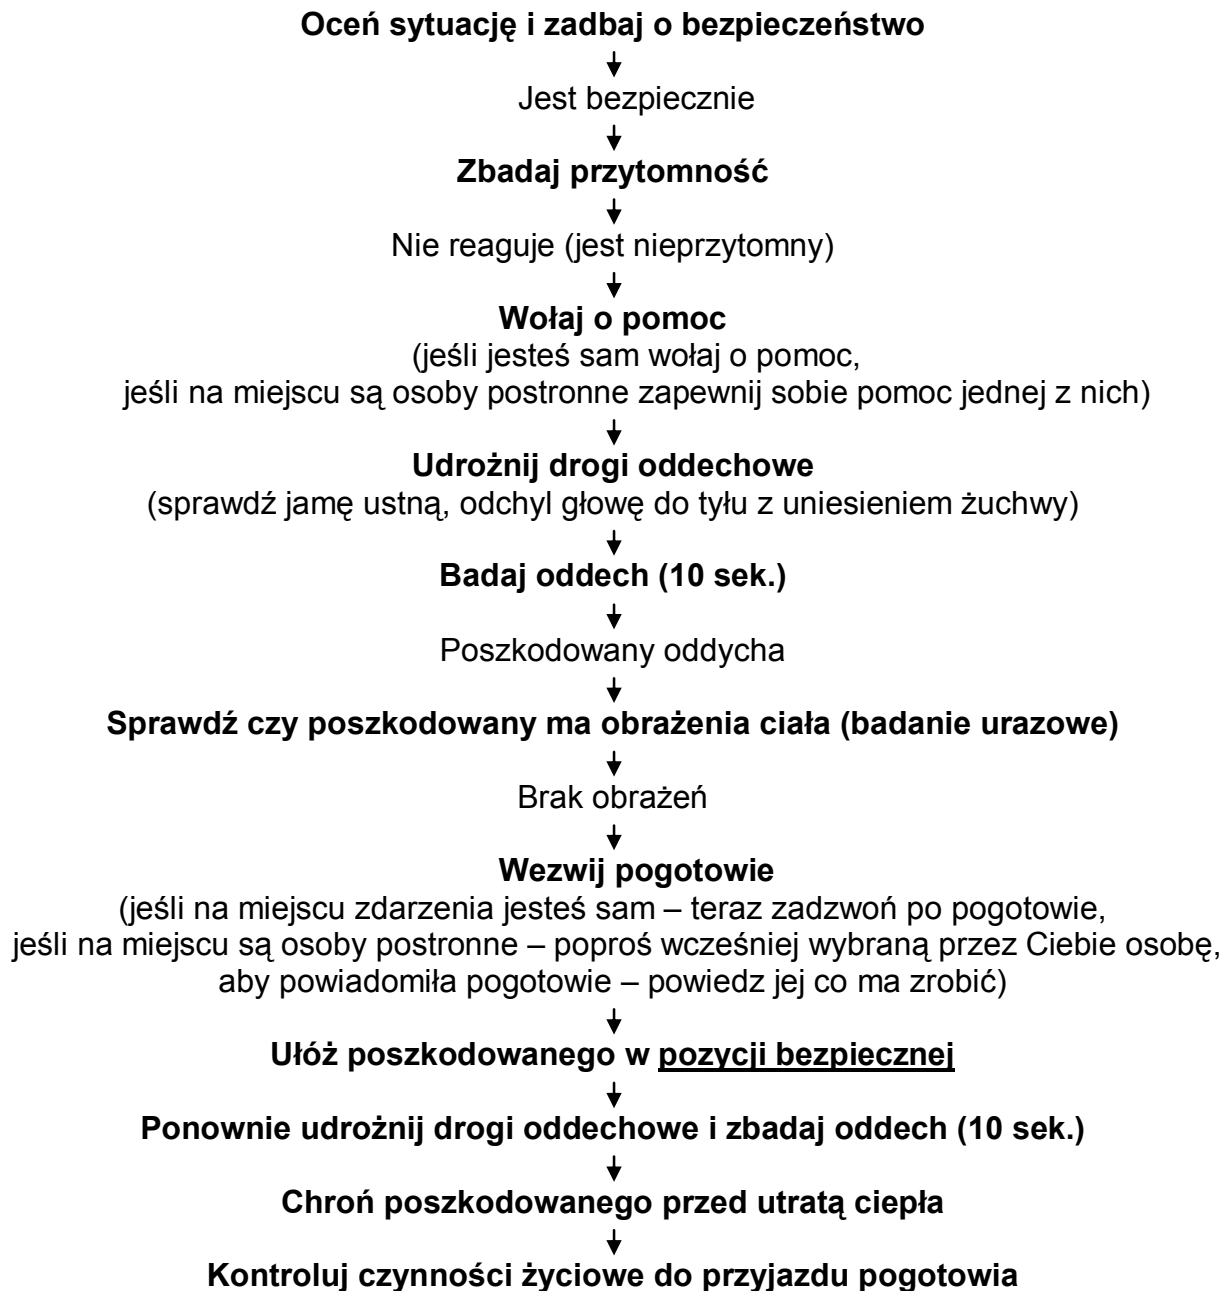 Oceń sytuację i zadbaj o bezpieczeństwo
Jest bezpiecznie
Zbadaj przytomność
Nie reaguje (jest nieprzytomny)
Wołaj o pomoc
(jeśli jesteś sam wołaj o pomoc,
jeśli na miejscu są osoby postronne zapewnij sobie pomoc jednej z nich)
Udrożnij drogi oddechowe
(sprawdź jamę ustną, odchyl głowę do tyłu z uniesieniem żuchwy)
Badaj oddech (10 sek.)
Poszkodowany oddycha
Sprawdź czy poszkodowany ma obrażenia ciała (badanie urazowe)
Brak obrażeń
Wezwij pogotowie
(jeśli na miejscu zdarzenia jesteś sam – teraz zadzwoń po pogotowie,
jeśli na miejscu są osoby postronne – poproś wcześniej wybraną przez Ciebie osobę,
aby powiadomiła pogotowie – powiedz jej co ma zrobić)
Ułóż poszkodowanego w pozycji bezpiecznej
Ponownie udrożnij drogi oddechowe i zbadaj oddech (10 sek.)
Chroń poszkodowanego przed utratą ciepła
Kontroluj czynności życiowe do przyjazdu pogotowia